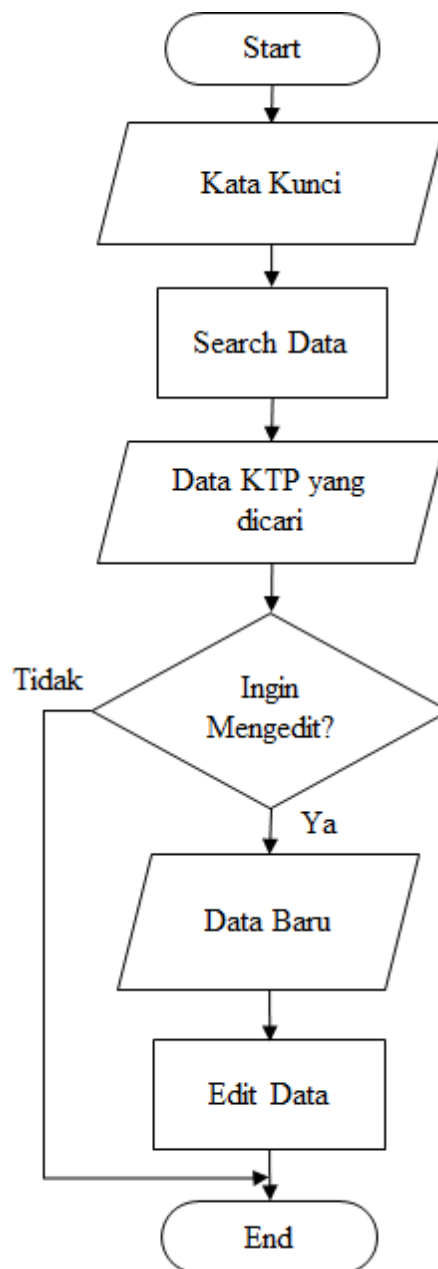 Start
Kata Kunci
Search Data
Data KTP yang
dicari
Tidak
Ingin
Mengedit?
Ya
Data Baru
Edit Data
End